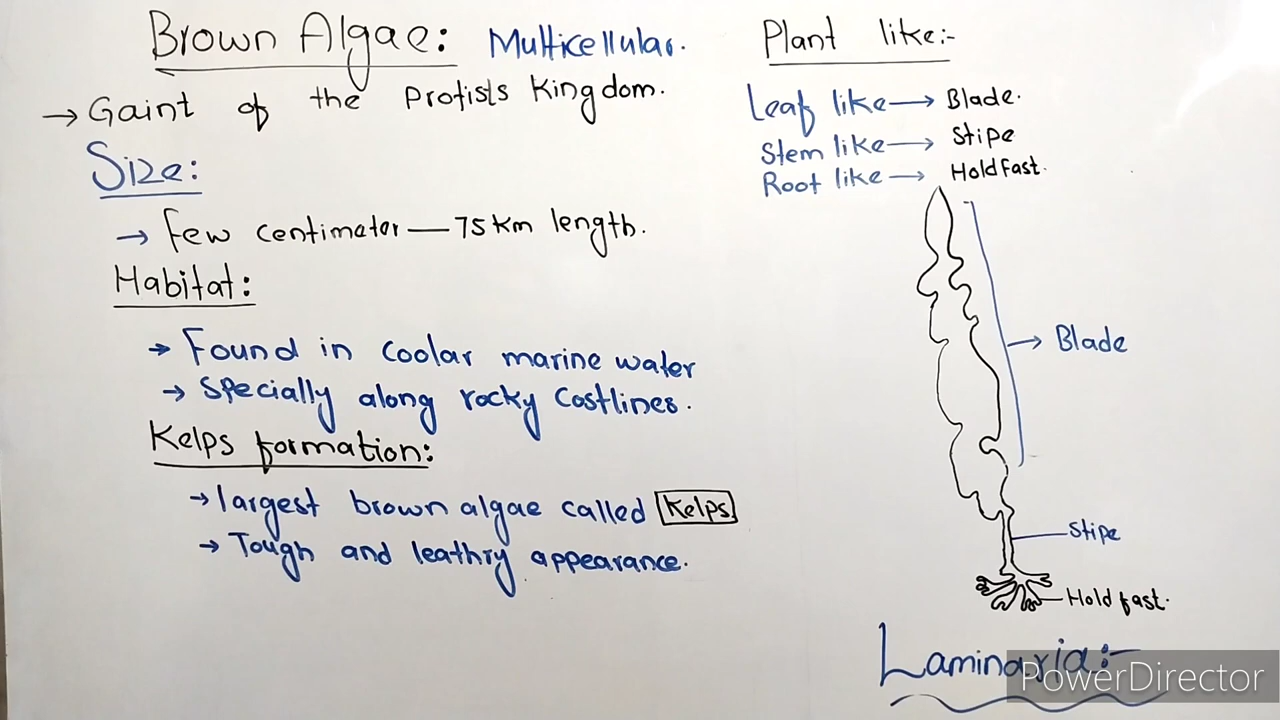 Brown Algae: Multicellular.
→ Gaint of the Protists Kingdom.
Size:
→ Few centimater — 75 km length.
Habitat:
→ Found in coolar marine water
→ Specially along rocky costlines.
Kelps formation:
→ largest brown algae called Kelps
→ Tough and leathry appearance.
Plant like:-
Leaf like → Blade.
Stem like → Stipe
Root like → Hold fast.
Blade
Stipe
Hold fast.
Laminaria:-
PowerDirector